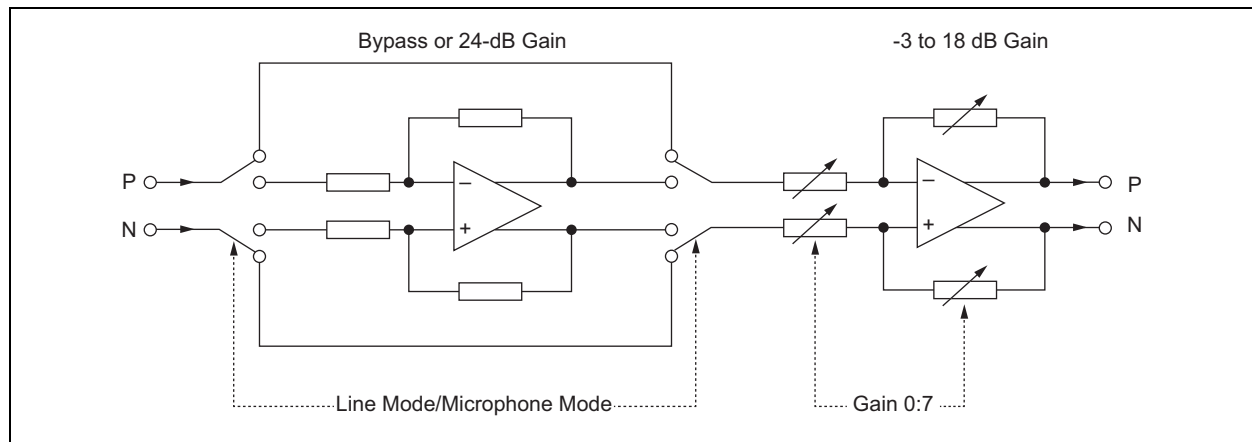 Bypass or 24-dB Gain
-3 to 18 dB Gain
P
−
P
N
+
−
+
N
Line Mode/Microphone Mode
Gain 0:7